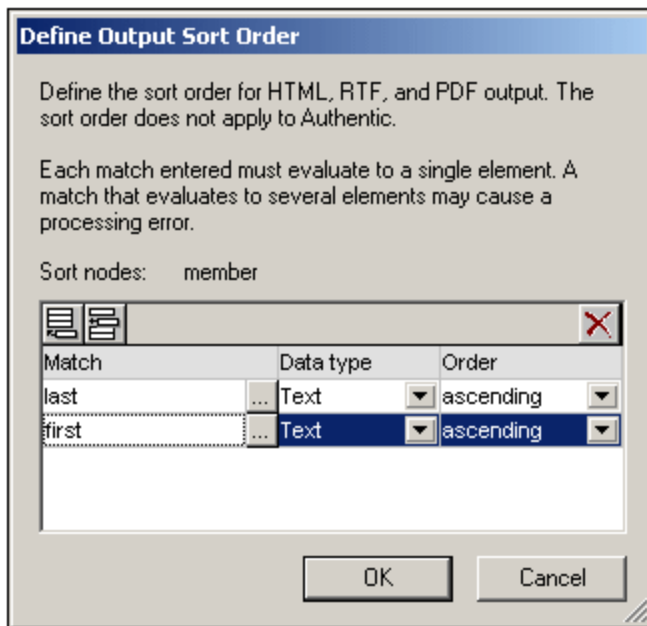 Define Output Sort Order
Define the sort order for HTML, RTF, and PDF output. The
sort order does not apply to Authentic.
Each match entered must evaluate to a single element. A
match that evaluates to several elements may cause a
processing error.
Sort nodes: member
Match Data type Order
last ... Text ascending
first ... Text ascending
OK Cancel